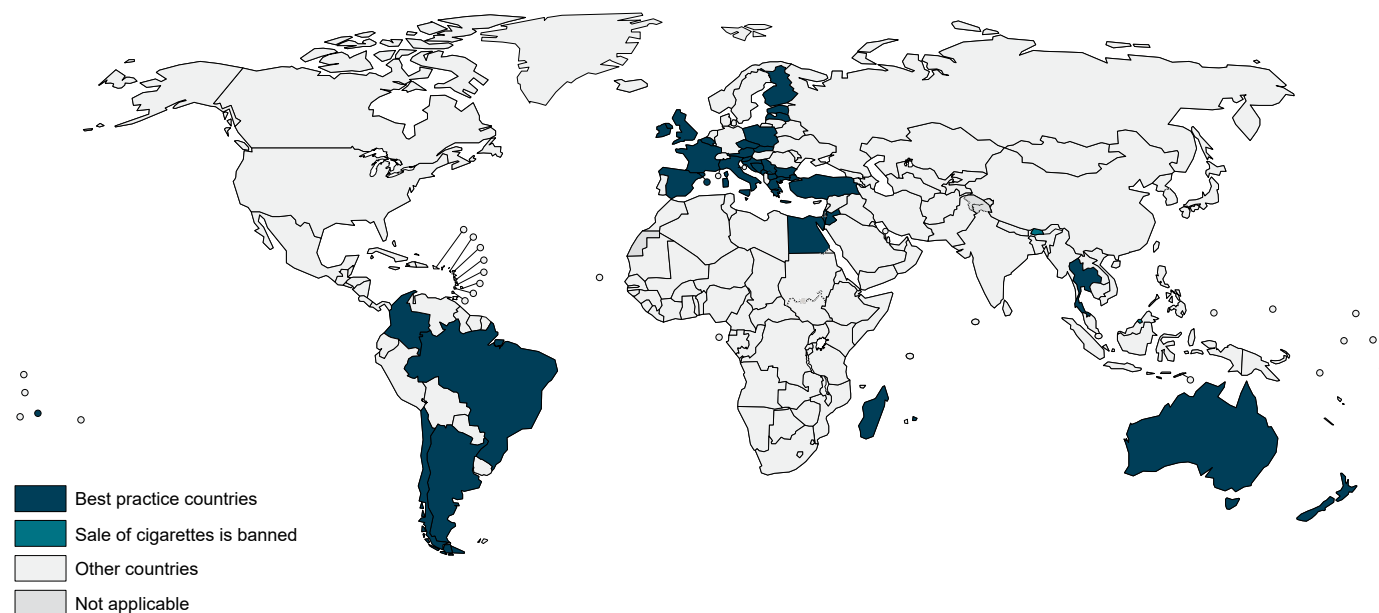 Best practice countries
Sale of cigarettes is banned
Other countries
Not applicable